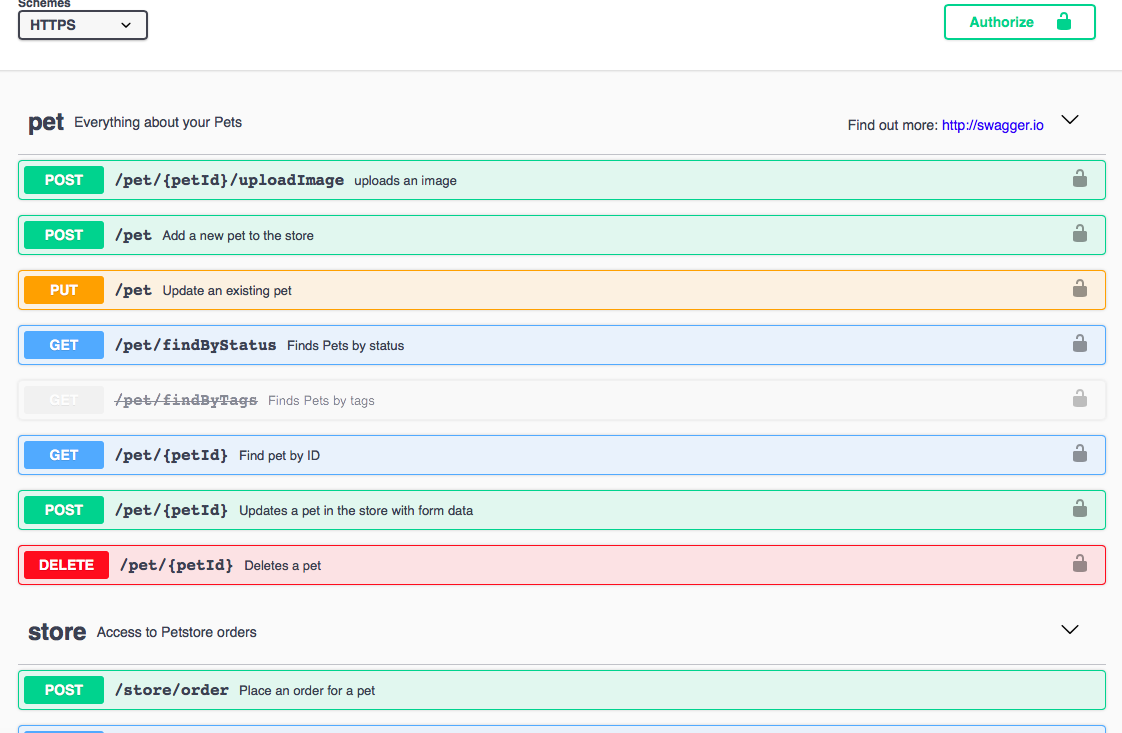 Schemes
HTTPS
Authorize
pet Everything about your Pets
Find out more: http://swagger.io
POST /pet/{petId}/uploadImage uploads an image
POST /pet Add a new pet to the store
PUT /pet Update an existing pet
GET /pet/findByStatus Finds Pets by status
GET /pet/findByTags Finds Pets by tags
GET /pet/{petId} Find pet by ID
POST /pet/{petId} Updates a pet in the store with form data
DELETE /pet/{petId} Deletes a pet
store Access to Petstore orders
POST /store/order Place an order for a pet